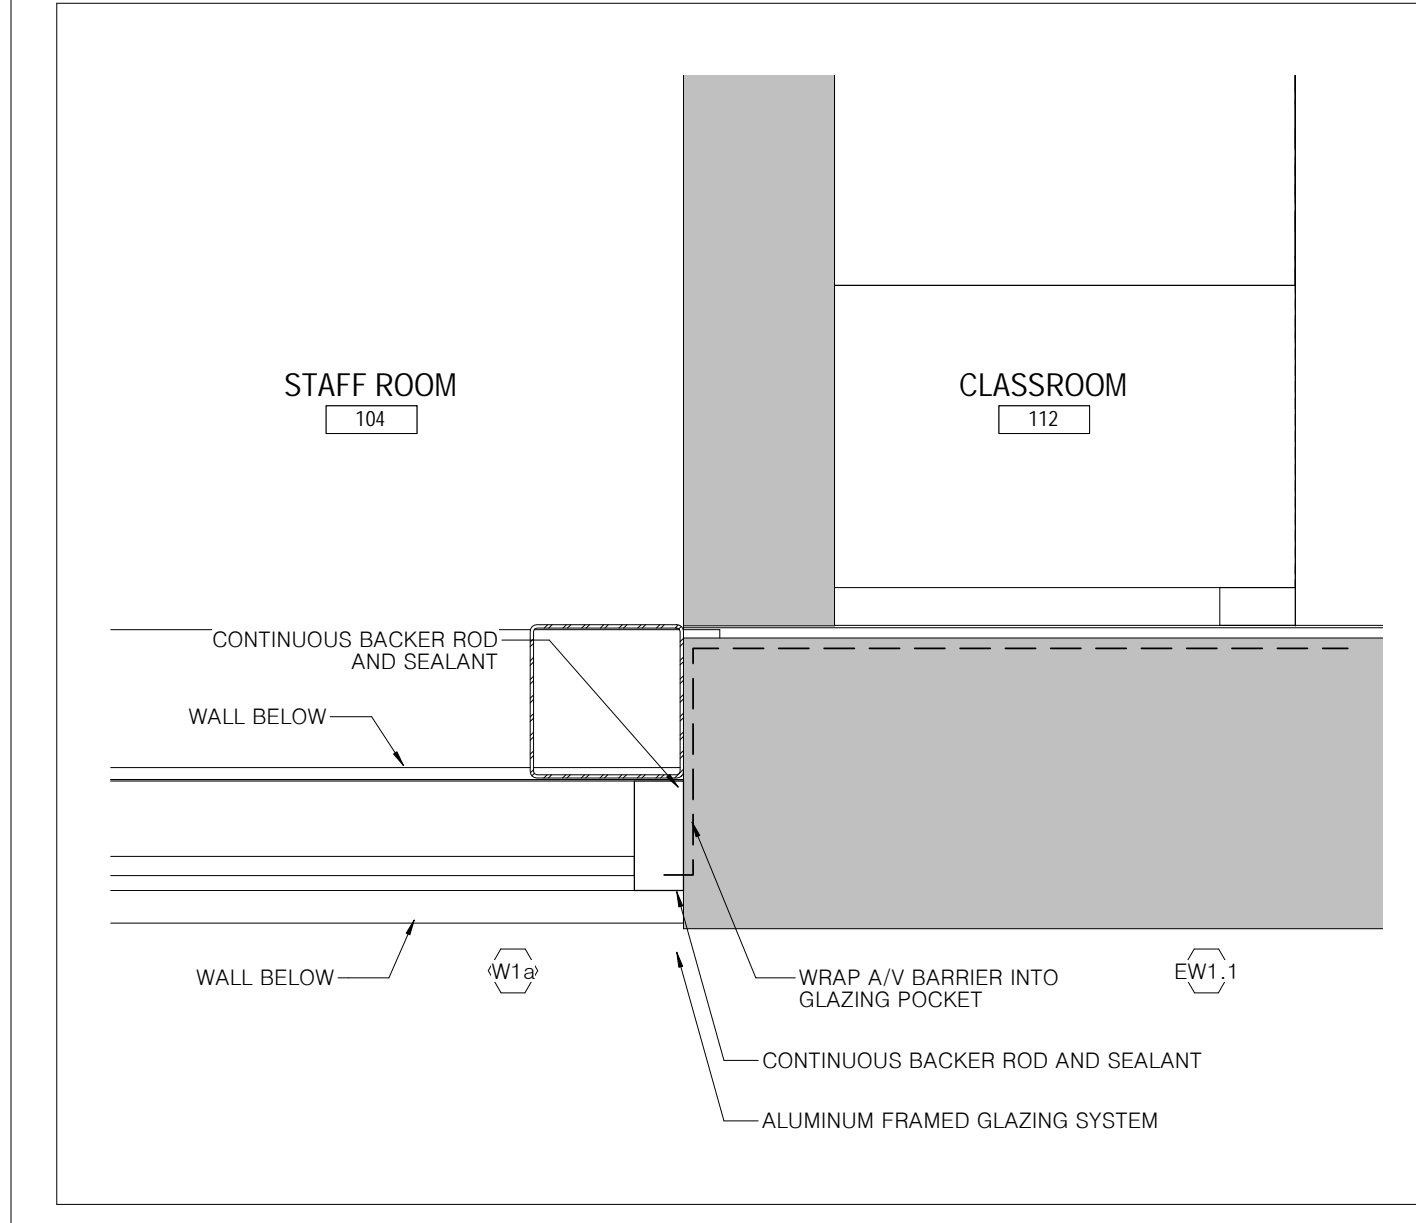 STAFF ROOM
104
CLASSROOM
112
CONTINUOUS BACKER ROD
AND SEALANT
WALL BELOW
WALL BELOW
W1a
WRAP A/V BARRIER INTO
GLAZING POCKET
EW1.1
CONTINUOUS BACKER ROD AND SEALANT
ALUMINUM FRAMED GLAZING SYSTEM